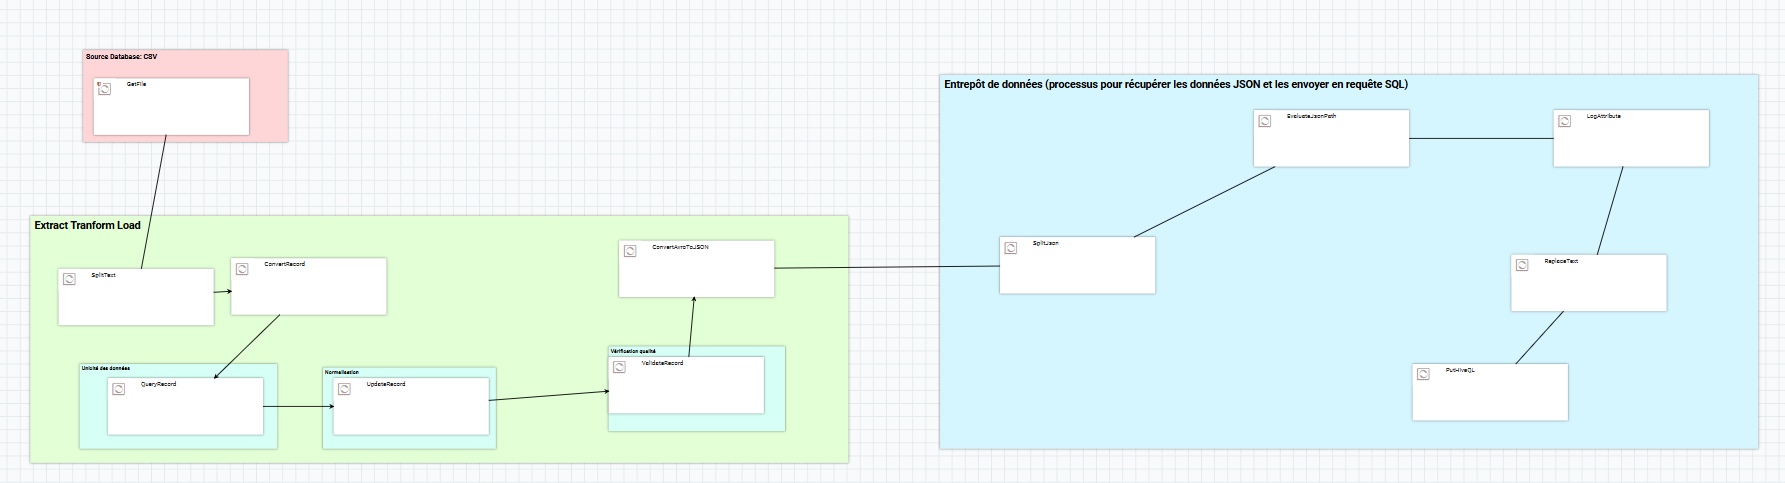 Source Database: CSV
GetFile
Extract Tranform Load
SplitText
ConvertRecord
ConvertAvroToJSON
Unicité des données
QueryRecord
Normalisation
UpdateRecord
Vérification qualité
ValidateRecord
Entrepôt de données (processus pour récupérer les données JSON et les envoyer en requête SQL)
EvaluateJsonPath
LogAttribute
SplitJson
ReplaceText
PutHiveQL